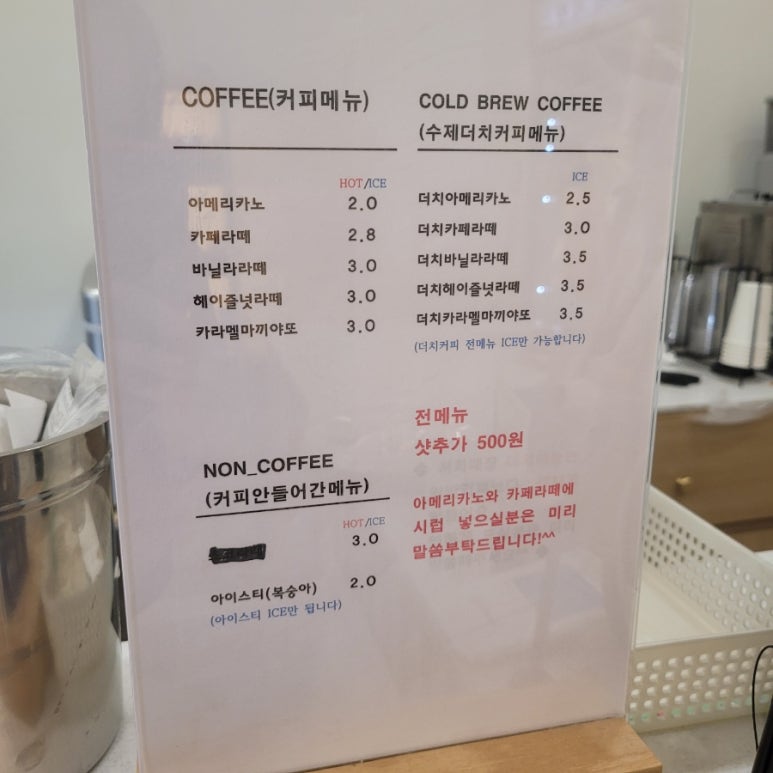 COFFEE(커피메뉴)
HOT/ICE
아메리카노 2.0
카페라떼 2.8
바닐라라떼 3.0
헤이즐넛라떼 3.0
카라멜마끼야또 3.0
COLD BREW COFFEE
(수제더치커피메뉴)
ICE
더치아메리카노 2.5
더치카페라떼 3.0
더치바닐라라떼 3.5
더치헤이즐넛라떼 3.5
더치카라멜마끼야또 3.5
(더치커피 전메뉴 ICE만 가능합니다)
NON_COFFEE
(커피안들어간메뉴)
HOT/ICE
3.0
아이스티(복숭아) 2.0
(아이스티 ICE만 됩니다)
전메뉴
샷추가 500원
아메리카노와 카페라떼에
시럽 넣으실분은 미리
말씀부탁드립니다!^^